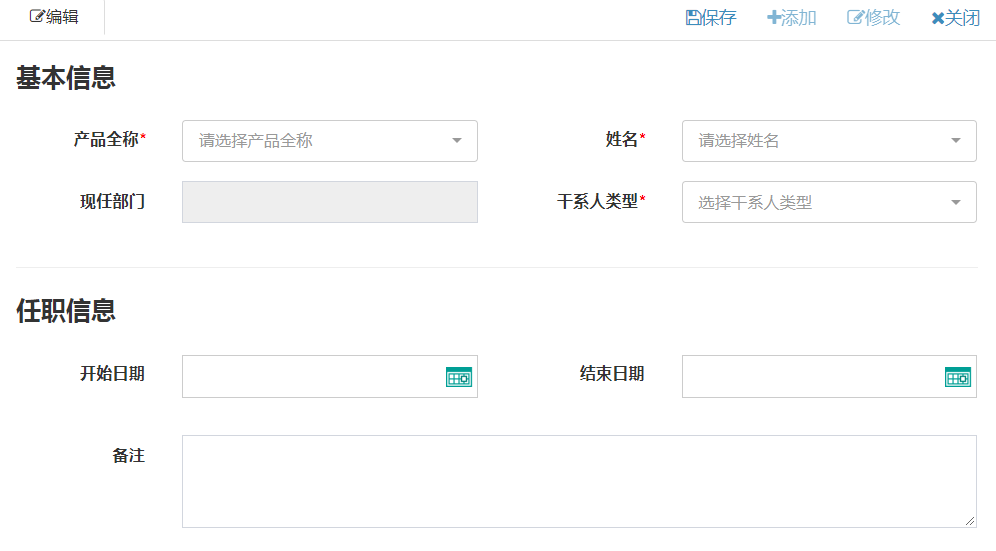 编辑 保存 添加 修改 关闭
基本信息
产品全称* 请选择产品全称 姓名* 请选择姓名
现任部门 干系人类型* 选择干系人类型
任职信息
开始日期 结束日期
备注